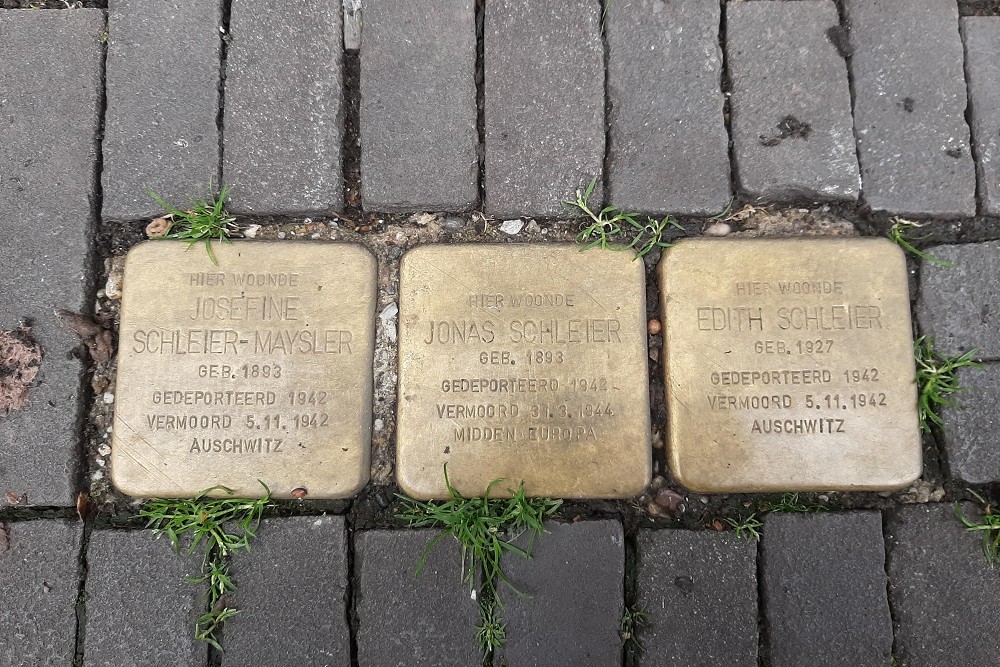 HIER WOONDE
JOSEFINE
SCHLEIER-MAYSLER
GEB. 1893
GEDEPORTEERD 1942
VERMOORD 5.11.1942
AUSCHWITZ
HIER WOONDE
JONAS SCHLEIER
GEB. 1893
GEDEPORTEERD 1942
VERMOORD 31.3.1944
MIDDEN-EUROPA
HIER WOONDE
EDITH SCHLEIER
GEB. 1927
GEDEPORTEERD 1942
VERMOORD 5.11.1942
AUSCHWITZ